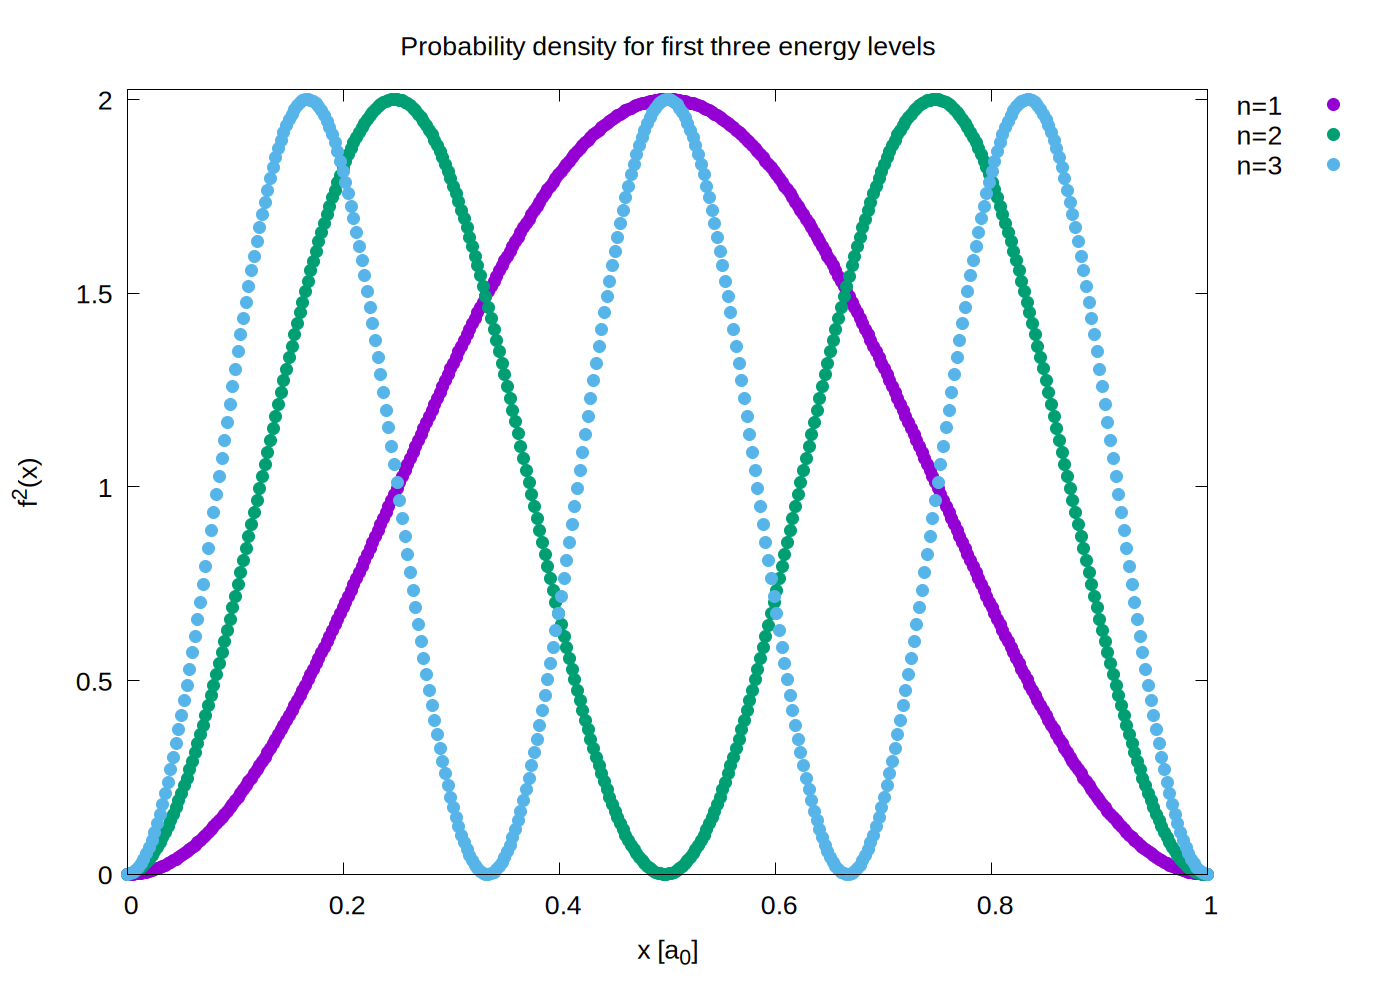 Probability density for first three energy levels
n=1
n=2
n=3
2
1.5
1
0.5
0
f²(x)
0 0.2 0.4 0.6 0.8 1
x [a₀]